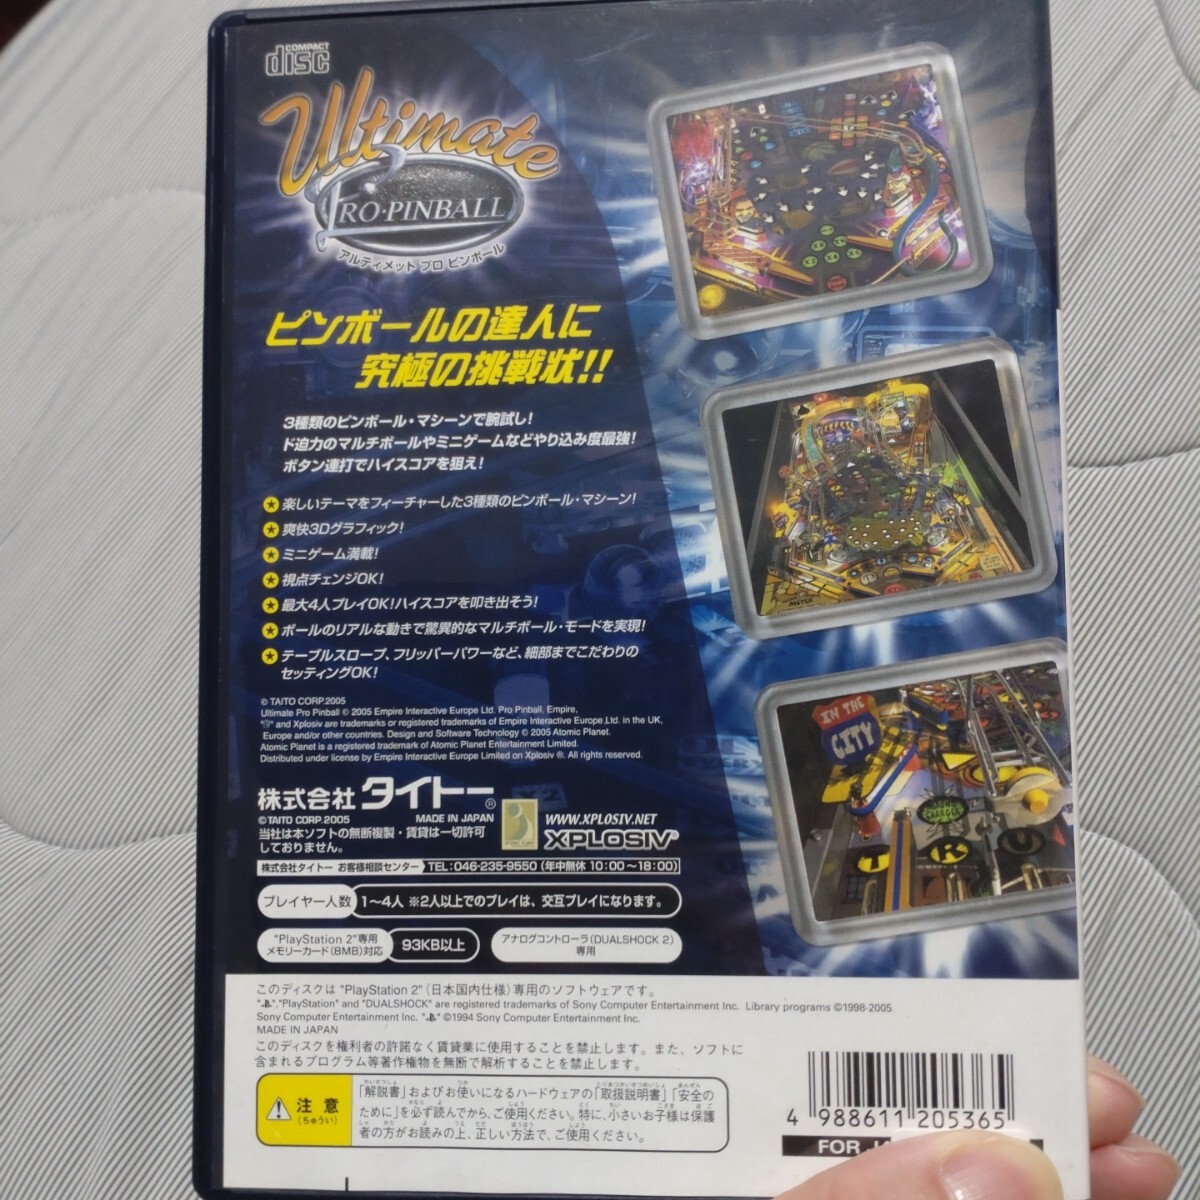 COMPACT
disc
Ultimate
PRO·PINBALL
アルティメット プロ ピンボール
ピンボールの達人に
究極の挑戦状!!
3種類のピンボール・マシーンで腕試し!
ド迫力のマルチボールやミニゲームなどやり込み度最強!
ボタン連打でハイスコアを狙え!
楽しいテーマをフィーチャーした3種類のピンボール・マシーン!
爽快3Dグラフィック!
ミニゲーム満載!
視点チェンジOK!
最大4人プレイOK!ハイスコアを叩き出そう!
ボールのリアルな動きで驚異的なマルチボール・モードを実現!
テーブルスロープ、フリッパーパワーなど、細部までこだわりの
セッティングOK!
IN THE
CITY
T R U
© TAITO CORP.2005
Ultimate Pro Pinball © 2005 Empire Interactive Europe Ltd. Pro Pinball, Empire,
" " and Xplosiv are trademarks or registered trademarks of Empire Interactive Europe,Ltd. in the UK,
Europe and/or other countries. Design and Software Technology © 2005 Atomic Planet.
Atomic Planet is a registered trademark of Atomic Planet Entertainment Limited.
Distributed under license by Empire Interactive Europe Limited on Xplosiv ®. All rights reserved.
株式会社 タイトー®
©TAITO CORP.2005 MADE IN JAPAN
当社は本ソフトの無断複製・賃貸は一切許可
しておりません。
WWW.XPLOSIV.NET
XPLOSIV®
株式会社タイトー お客様相談センター TEL:046-235-9550 (年中無休 10:00〜18:00)
プレイヤー人数 1〜4人 ※2人以上でのプレイは、交互プレイになります。
"PlayStation 2"専用
メモリーカード(8MB)対応
93KB以上
アナログコントローラ(DUALSHOCK 2)
専用
このディスクは "PlayStation 2" (日本国内仕様) 専用のソフトウェアです。
" ","PlayStation" and "DUALSHOCK" are registered trademarks of Sony Computer Entertainment Inc. Library programs ©1998-2005
Sony Computer Entertainment Inc. " " ©1994 Sony Computer Entertainment Inc.
MADE IN JAPAN
このディスクを権利者の許諾なく賃貸業に使用することを禁止します。また、ソフトに
含まれるプログラム等著作権物を無断で解析することを禁止します。
注意
(ちゅうい)
「解説書」およびお使いになるハードウェアの「取扱説明書」「安全の
ために」を必ず読んでから、ご使用ください。特に、小さいお子様は保護
者の方がお読みの上、正しい方法で、ご使用ください。
4 988611 205365
FOR